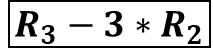 R₃ − 3 * R₂